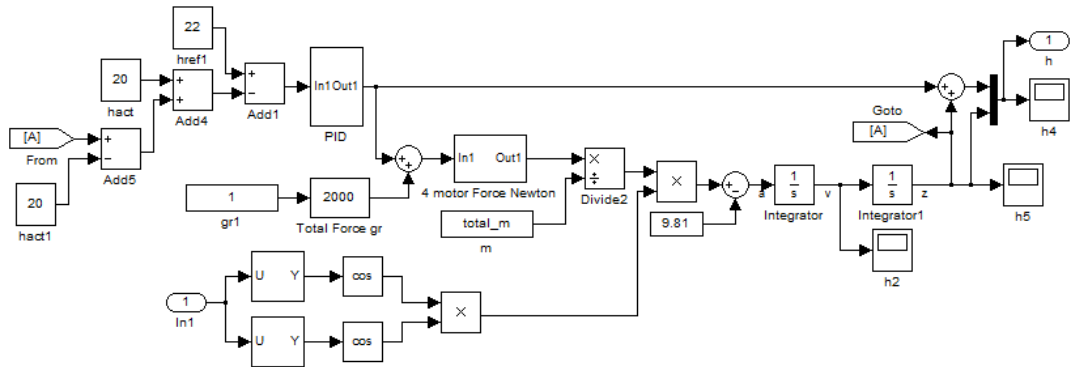 22
href1
20
hact
+
+
Add4
+
−
Add1
In1 Out1
PID
[A]
From
+
−
Add5
20
hact1
1
gr1
2000
Total Force gr
+
+
In1 Out1
4 motor Force Newton
total_m
m
×
÷
Divide2
×
9.81
+
−
a
1
s
Integrator
v
1
s
Integrator1
z
h2
h5
Goto
[A]
+
+
1
h
h4
1
In1
U Y
cos
U Y
cos
×